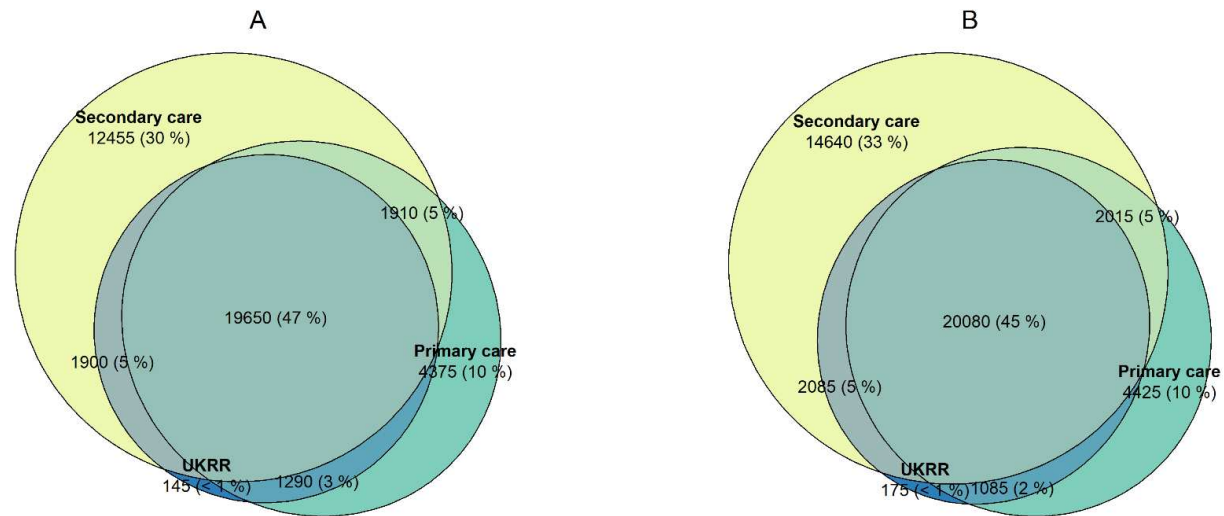 A
Secondary care
12455 (30 %)
1910 (5 %)
19650 (47 %)
1900 (5 %)
Primary care
4375 (10 %)
UKRR
145 (< 1 %)
1290 (3 %)
B
Secondary care
14640 (33 %)
2015 (5 %)
20080 (45 %)
2085 (5 %)
Primary care
4425 (10 %)
UKRR
175 (< 1 %)
1085 (2 %)